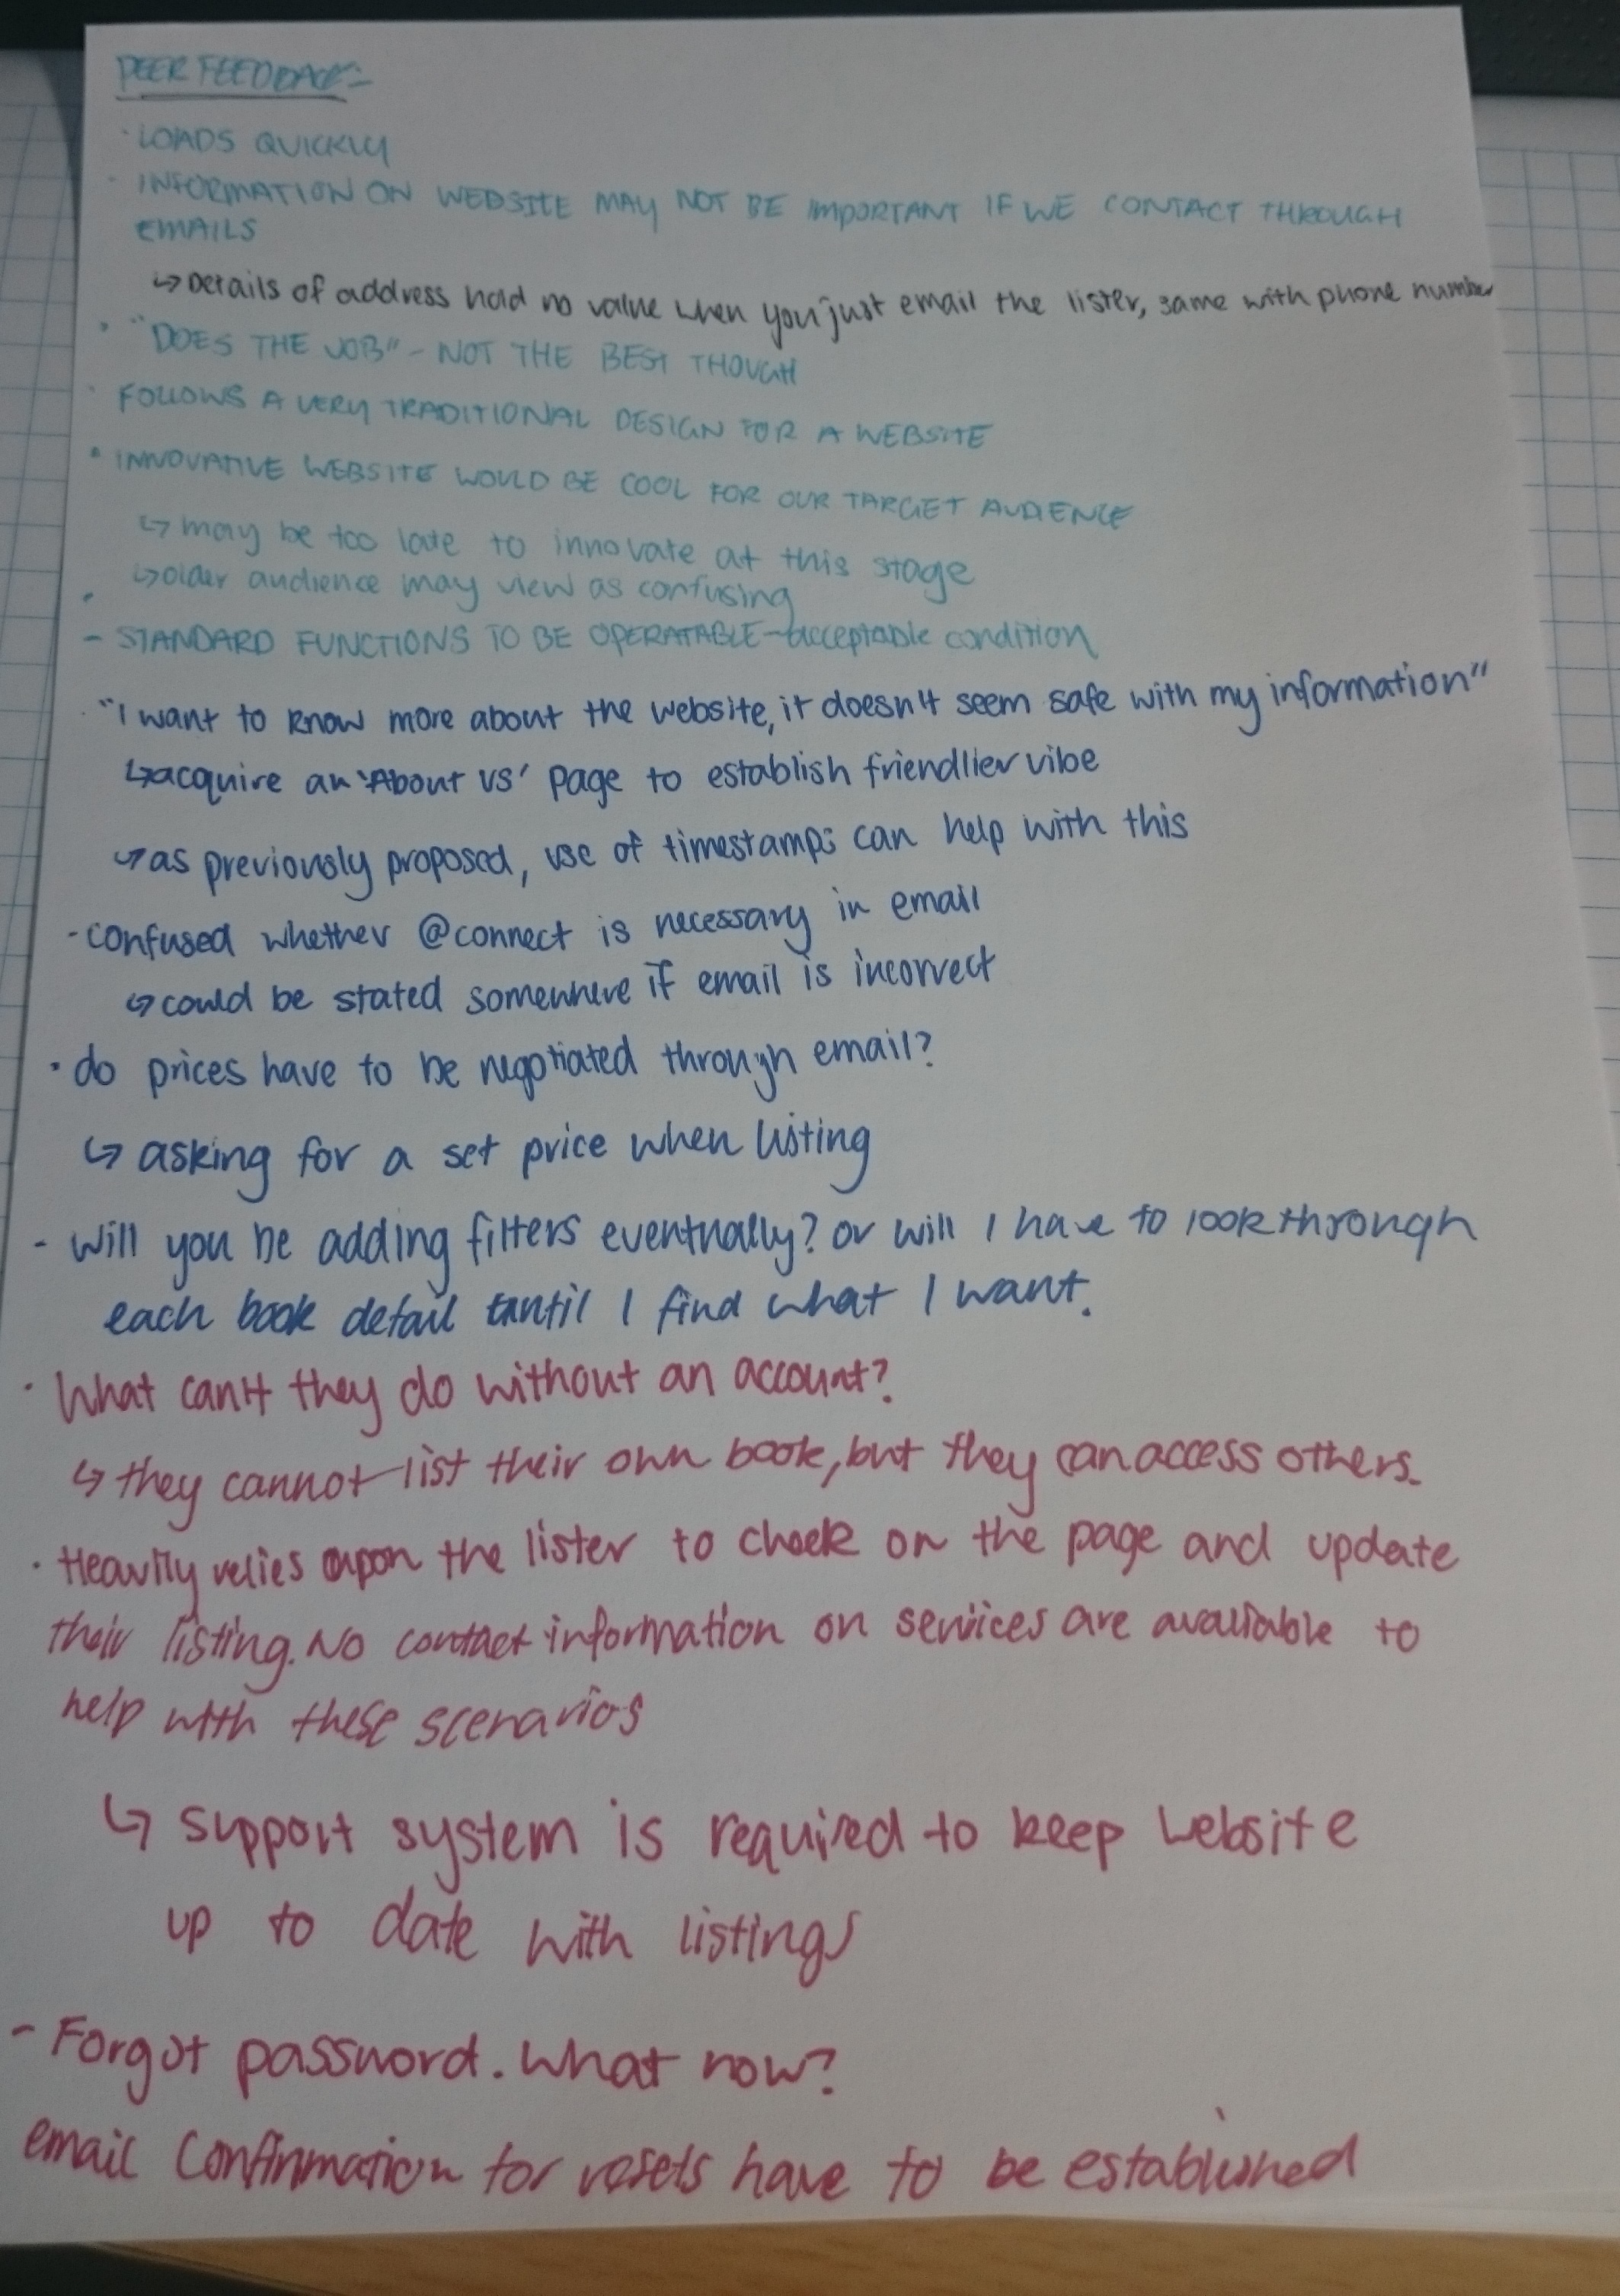 PEER FEEDBACK:
· LOADS QUICKLY
· INFORMATION ON WEBSITE MAY NOT BE IMPORTANT IF WE CONTACT THROUGH
EMAILS
↳ Details of address hold no value when you just email the lister, same with phone number
· "DOES THE JOB" - NOT THE BEST THOUGH
· FOLLOWS A VERY TRADITIONAL DESIGN FOR A WEBSITE
· INNOVATIVE WEBSITE WOULD BE COOL FOR OUR TARGET AUDIENCE
↳ may be too late to innovate at this stage
↳ older audience may view as confusing
- STANDARD FUNCTIONS TO BE OPERATABLE - acceptable condition
· "I want to know more about the website, it doesn't seem safe with my information"
↳ acquire an 'About Us' page to establish friendlier vibe
↳ as previously proposed, use of timestamps can help with this
- confused whether @connect is necessary in email
↳ could be stated somewhere if email is incorrect
· do prices have to be negotiated through email?
↳ asking for a set price when listing
- Will you be adding filters eventually? or will I have to look through
each book detail until I find what I want.
· What can't they do without an account?
↳ they cannot list their own book, but they can access others.
· Heavily relies upon the lister to check on the page and update
their listing. No contact information on services are available to
help with these scenarios
↳ support system is required to keep website
up to date with listings
- Forgot password. What now?
email confirmation for resets have to be established